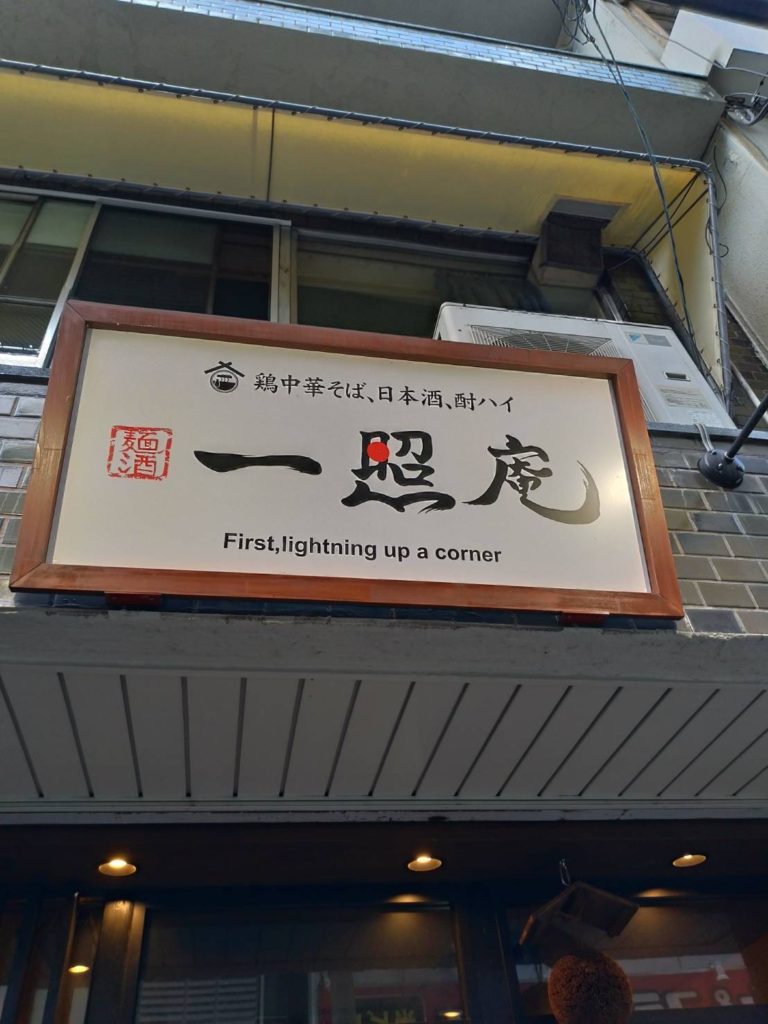 鶏中華そば、日本酒、酎ハイ
麺酒
一照庵
First,lightning up a corner